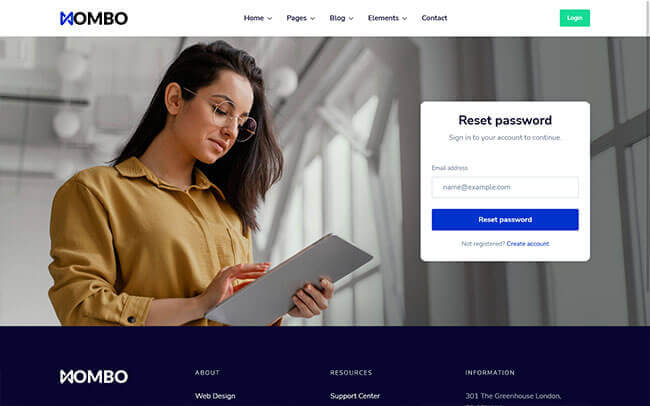 MOMBO
Home Pages Blog Elements Contact
Login
Reset password
Sign in to your account to continue.
Email address
name@example.com
Reset password
Not registered? Create account
MOMBO
ABOUT RESOURCES INFORMATION
Web Design Support Center 301 The Greenhouse London,